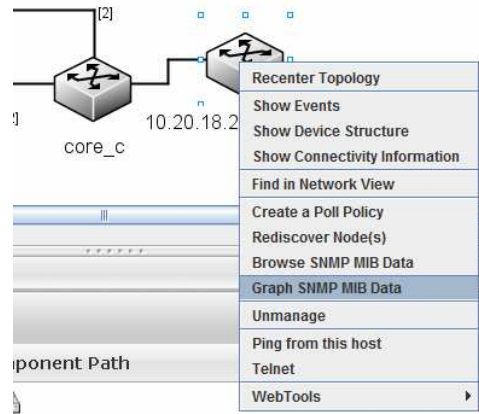 [2]
2]
10.20.18.2
core_c
Recenter Topology
Show Events
Show Device Structure
Show Connectivity Information
Find in Network View
Create a Poll Policy
Rediscover Node(s)
Browse SNMP MIB Data
Graph SNMP MIB Data
Unmanage
Ping from this host
Telnet
WebTools
ponent Path